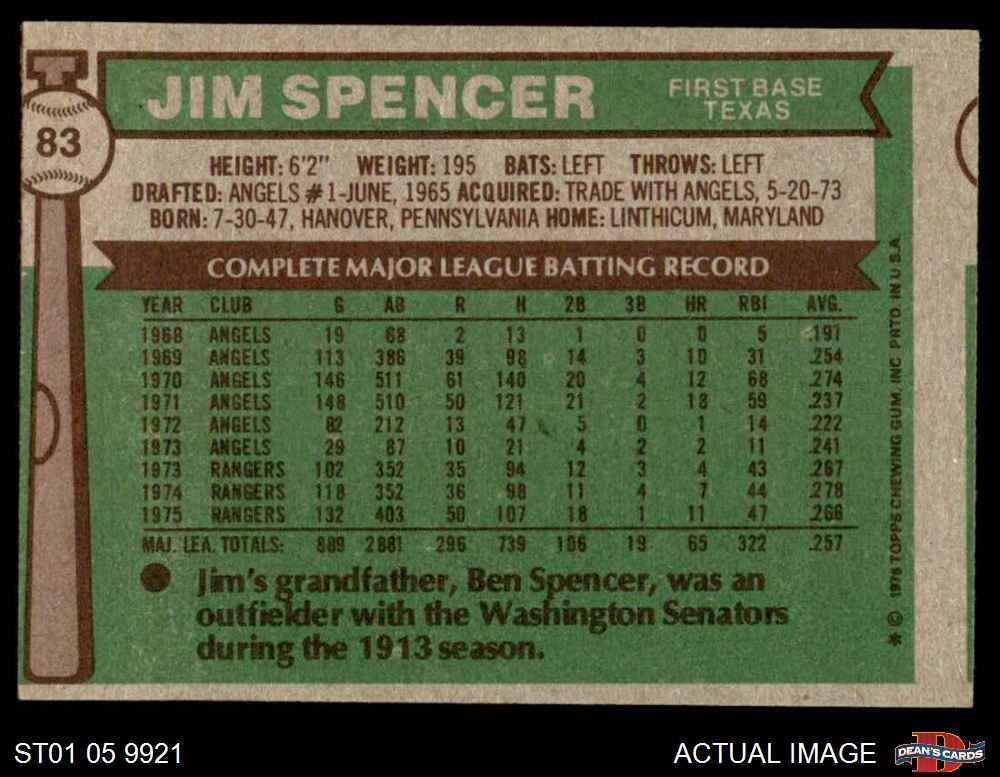 JIM SPENCER FIRST BASE
TEXAS
83
HEIGHT: 6'2" WEIGHT: 195 BATS: LEFT THROWS: LEFT
DRAFTED: ANGELS #1-JUNE, 1965 ACQUIRED: TRADE WITH ANGELS, 5-20-73
BORN: 7-30-47, HANOVER, PENNSYLVANIA HOME: LINTHICUM, MARYLAND
COMPLETE MAJOR LEAGUE BATTING RECORD
YEAR CLUB G AB R H 2B 3B HR RBI AVG.
1968 ANGELS 19 68 2 13 1 0 0 5 .191
1969 ANGELS 113 386 39 98 14 3 10 31 .254
1970 ANGELS 146 511 61 140 20 4 12 68 .274
1971 ANGELS 148 510 50 121 21 2 18 59 .237
1972 ANGELS 82 212 13 47 5 0 1 14 .222
1973 ANGELS 29 87 10 21 4 2 2 11 .241
1973 RANGERS 102 352 35 94 12 3 4 43 .267
1974 RANGERS 118 352 36 98 11 4 7 44 .278
1975 RANGERS 132 403 50 107 18 1 11 47 .266
MAJ. LEA. TOTALS: 889 2881 296 739 106 19 65 322 .257
Jim's grandfather, Ben Spencer, was an
outfielder with the Washington Senators
during the 1913 season.
* © 1976 TOPPS CHEWING GUM, INC. PRTD. IN U.S.A.
ST01 05 9921 ACTUAL IMAGE
D
DEAN'S CARDS